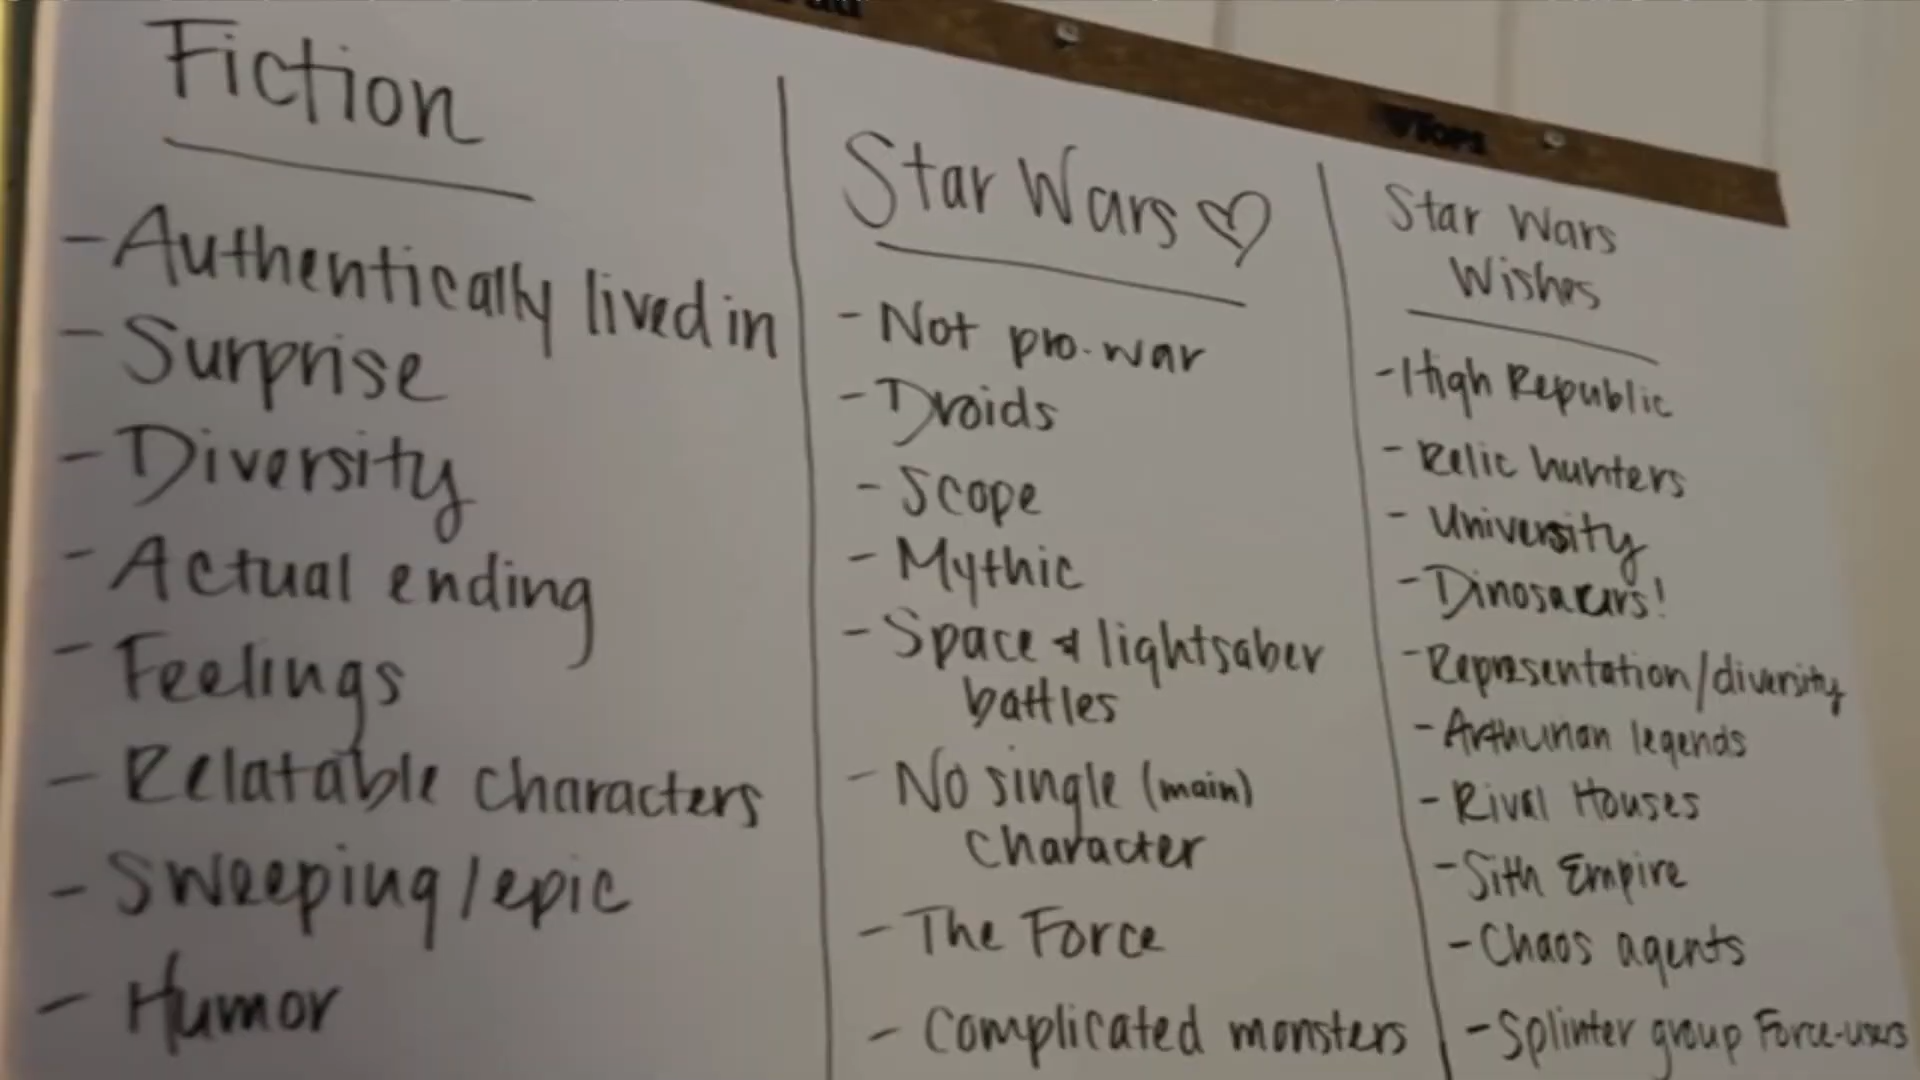 Fiction
- Authentically lived in
- Surprise
- Diversity
- Actual ending
- Feelings
- Relatable characters
- Sweeping/epic
- Humor
Star Wars ♡
- Not pro-war
- Droids
- Scope
- Mythic
- Space & lightsaber
battles
- No single (main)
character
- The Force
- Complicated monsters
Star Wars
Wishes
- High Republic
- Relic hunters
- University
- Dinosaurs!
- Representation/diversity
- Arthurian legends
- Rival Houses
- Sith Empire
- Chaos agents
- Splinter group Force-users
TOPS